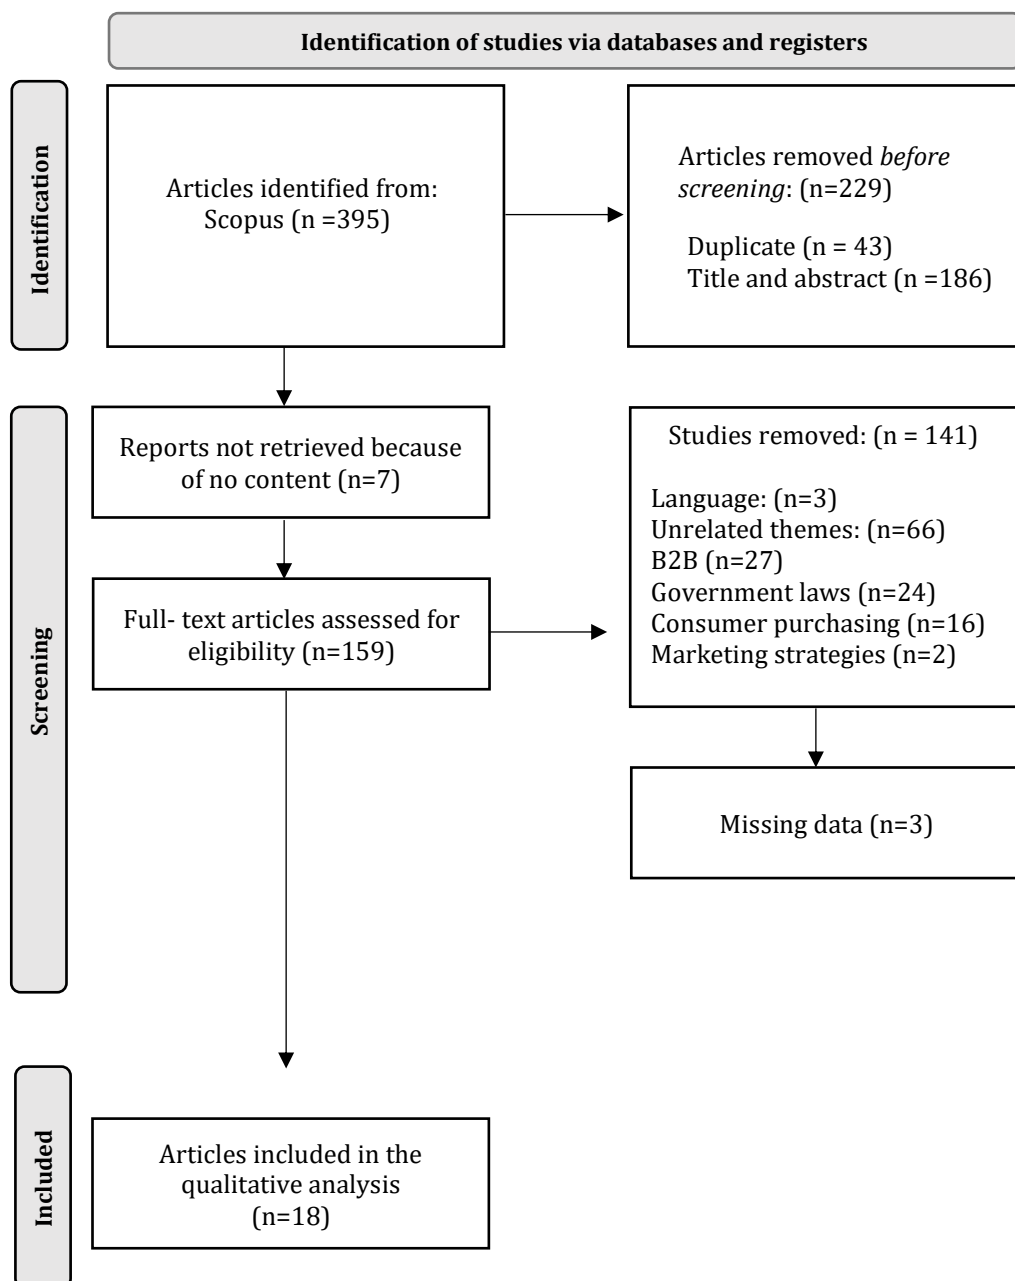 Identification of studies via databases and registers
Identification
Articles identified from:
Scopus (n =395)
Articles removed before
screening: (n=229)
Duplicate (n = 43)
Title and abstract (n =186)
Screening
Reports not retrieved because
of no content (n=7)
Full- text articles assessed for
eligibility (n=159)
Studies removed: (n = 141)
Language: (n=3)
Unrelated themes: (n=66)
B2B (n=27)
Government laws (n=24)
Consumer purchasing (n=16)
Marketing strategies (n=2)
Missing data (n=3)
Included
Articles included in the
qualitative analysis
(n=18)